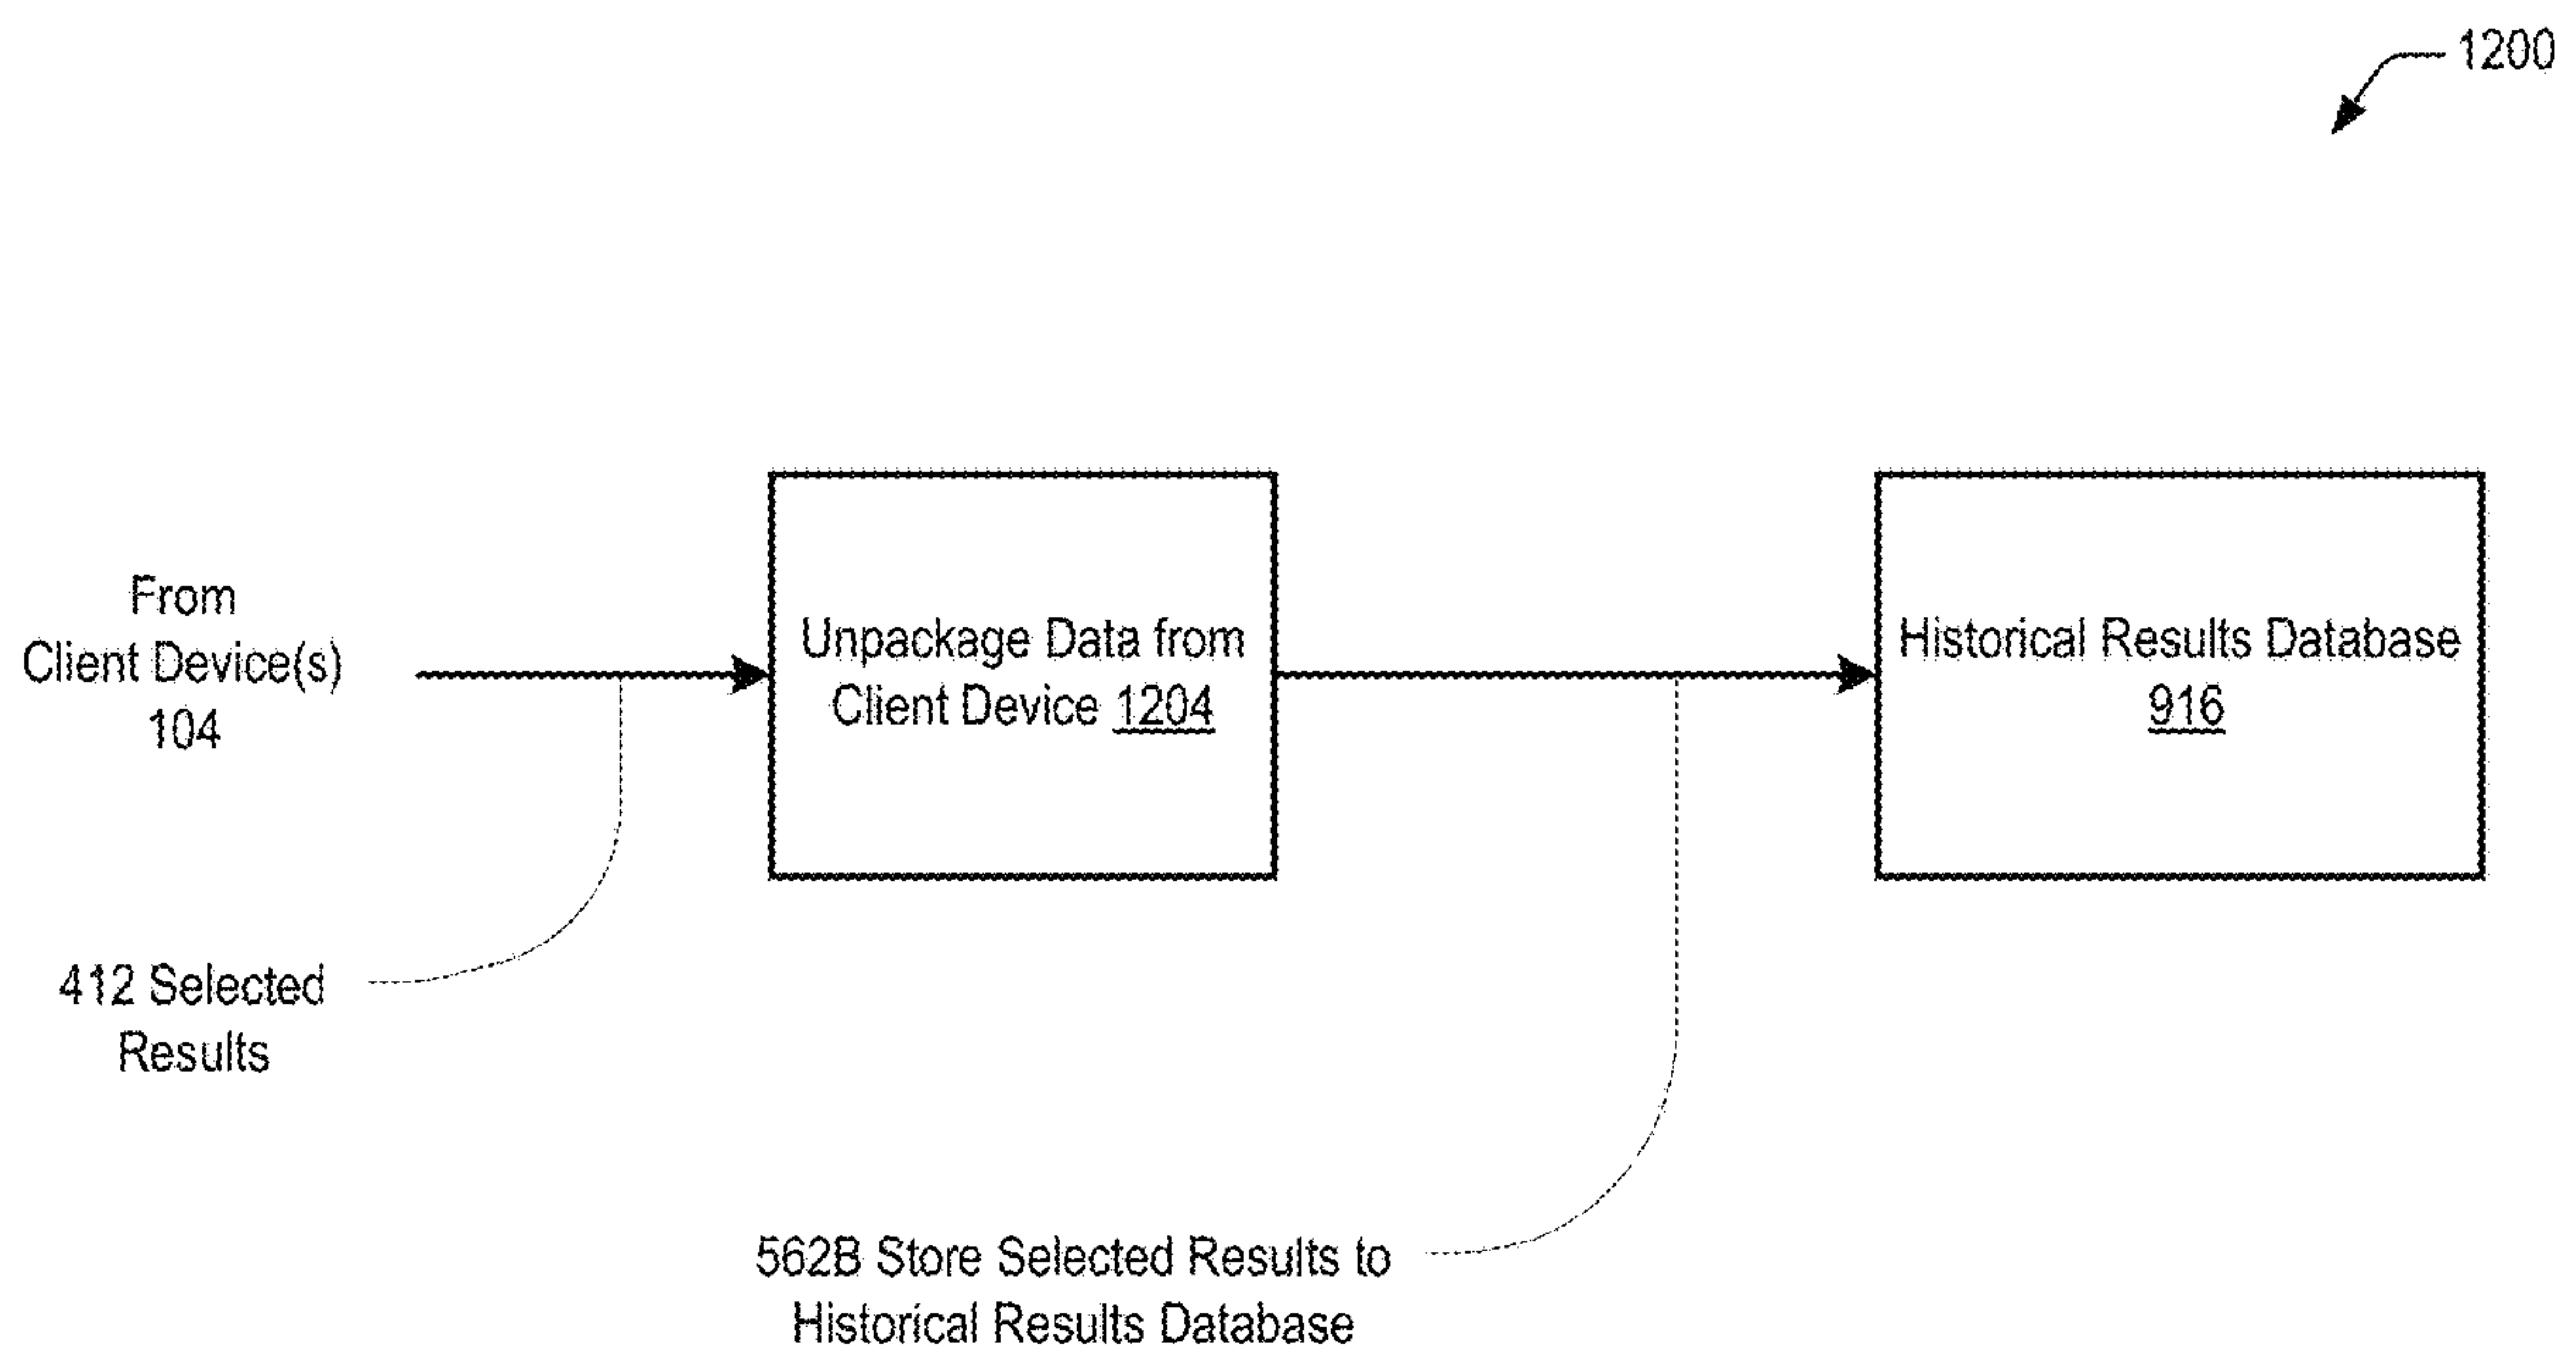 1200
From
Client Device(s)
104
Unpackage Data from
Client Device 1204
Historical Results Database
916
412 Selected
Results
562B Store Selected Results to
Historical Results Database